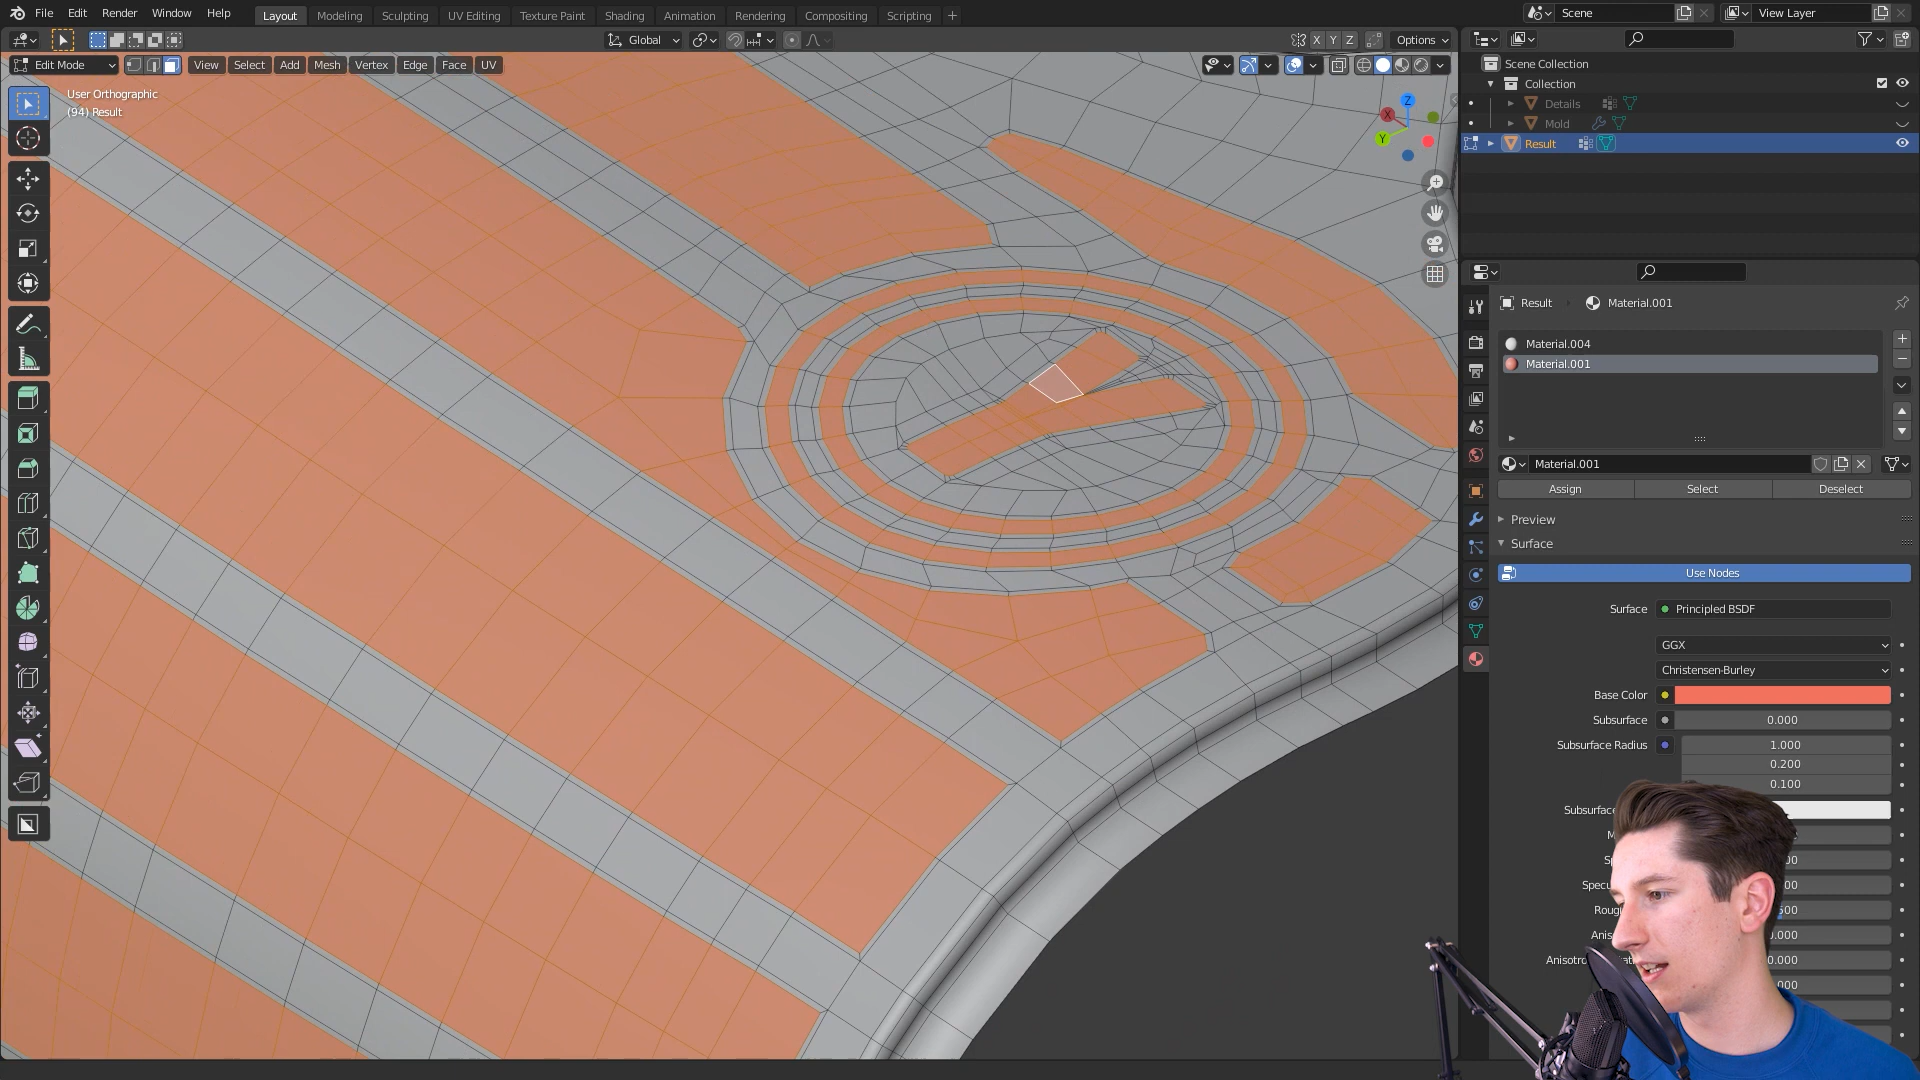 File Edit Render Window Help Layout Modeling Sculpting UV Editing Texture Paint Shading Animation Rendering Compositing Scripting + Scene View Layer
Global X Y Z Options
Edit Mode View Select Add Mesh Vertex Edge Face UV
User Orthographic
(94) Result
Z
X
Y
Scene Collection
Collection
Details
Mold
Result
Result › Material.001
Material.004
Material.001
Material.001
Assign Select Deselect
Preview
Surface
Use Nodes
Surface Principled BSDF
GGX
Christensen-Burley
Base Color
Subsurface 0.000
Subsurface Radius 1.000
0.200
0.100
Subsurface